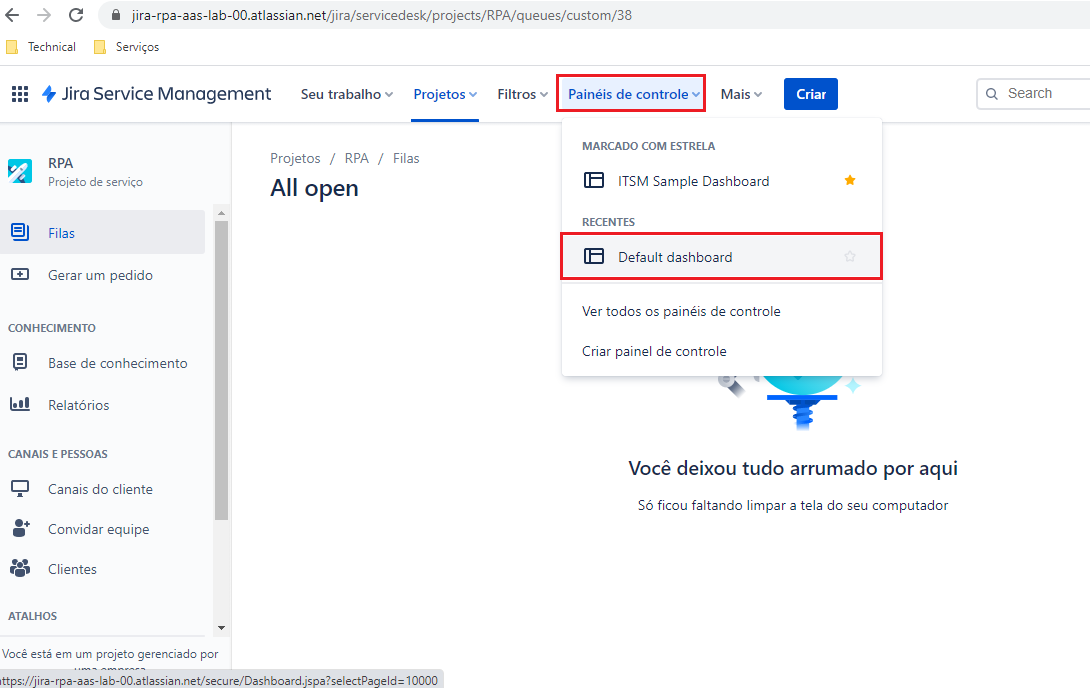 jira-rpa-aas-lab-00.atlassian.net/jira/servicedesk/projects/RPA/queues/custom/38
Technical Serviços
Jira Service Management Seu trabalho Projetos Filtros Painéis de controle Mais Criar Search
RPA
Projeto de serviço
Filas
Gerar um pedido
CONHECIMENTO
Base de conhecimento
Relatórios
CANAIS E PESSOAS
Canais do cliente
Convidar equipe
Clientes
ATALHOS
Você está em um projeto gerenciado por
uma empresa
https://jira-rpa-aas-lab-00.atlassian.net/secure/Dashboard.jspa?selectPageId=10000
Projetos / RPA / Filas
All open
MARCADO COM ESTRELA
ITSM Sample Dashboard
RECENTES
Default dashboard
Ver todos os painéis de controle
Criar painel de controle
Você deixou tudo arrumado por aqui
Só ficou faltando limpar a tela do seu computador